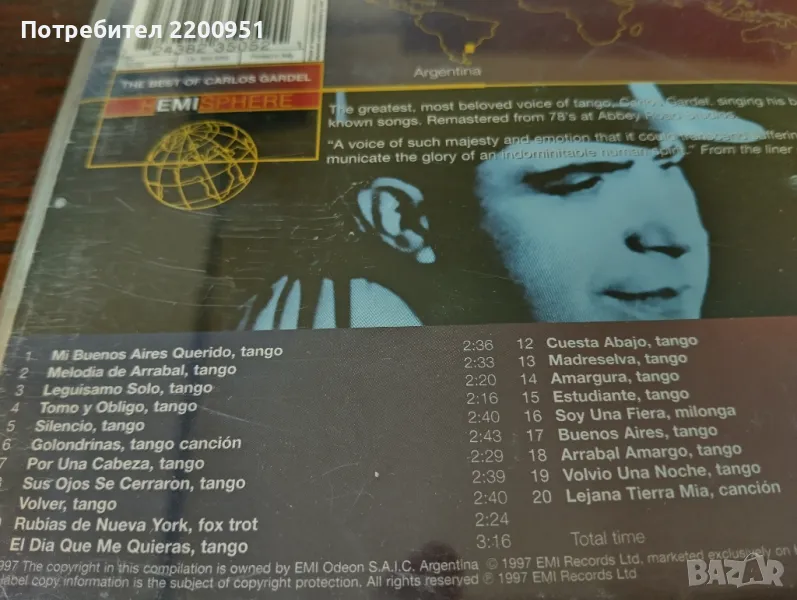 Потребител 2200951
24382 35052
THE BEST OF CARLOS GARDEL
HEMISPHERE
Argentina
The greatest, most beloved voice of tango, Carlos Gardel, singing his b
known songs. Remastered from 78's at Abbey Road
"A voice of such majesty and emotion that it could transcend suffering
municate the glory of an indominitable human spirit." From the liner
1 Mi Buenos Aires Querido, tango 2:36
2 Melodia de Arrabal, tango 2:33
3 Leguisamo Solo, tango 2:20
4 Tomo y Obligo, tango 2:16
5 Silencio, tango 2:40
6 Golondrinas, tango canción 2:43
7 Por Una Cabeza, tango 2:29
Sus Ojos Se Cerraron, tango 2:39
Volver, tango 2:40
Rubias de Nueva York, fox trot 2:24
El Dia Que Me Quieras, tango 3:16
12 Cuesta Abajo, tango
13 Madreselva, tango
14 Amargura, tango
15 Estudiante, tango
16 Soy Una Fiera, milonga
17 Buenos Aires, tango
18 Arrabal Amargo, tango
19 Volvio Una Noche, tango
20 Lejana Tierra Mia, canción
Total time
1997 The copyright in this compilation is owned by EMI Odeon S.A.I.C. Argentina © 1997 EMI Records Ltd, marketed exclusively on
label copy information is the subject of copyright protection. All rights reserved ℗ 1997 EMI Records Ltd
BAZAR